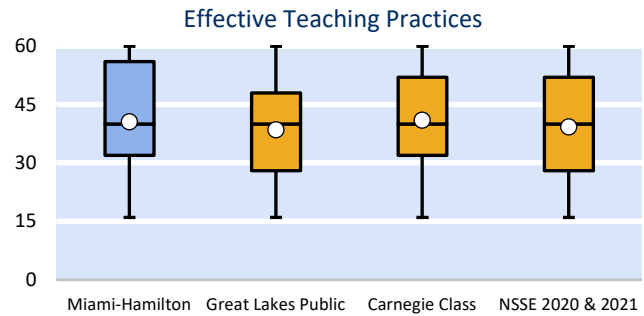 Effective Teaching Practices
60
45
30
15
0
Miami-Hamilton Great Lakes Public Carnegie Class NSSE 2020 & 2021